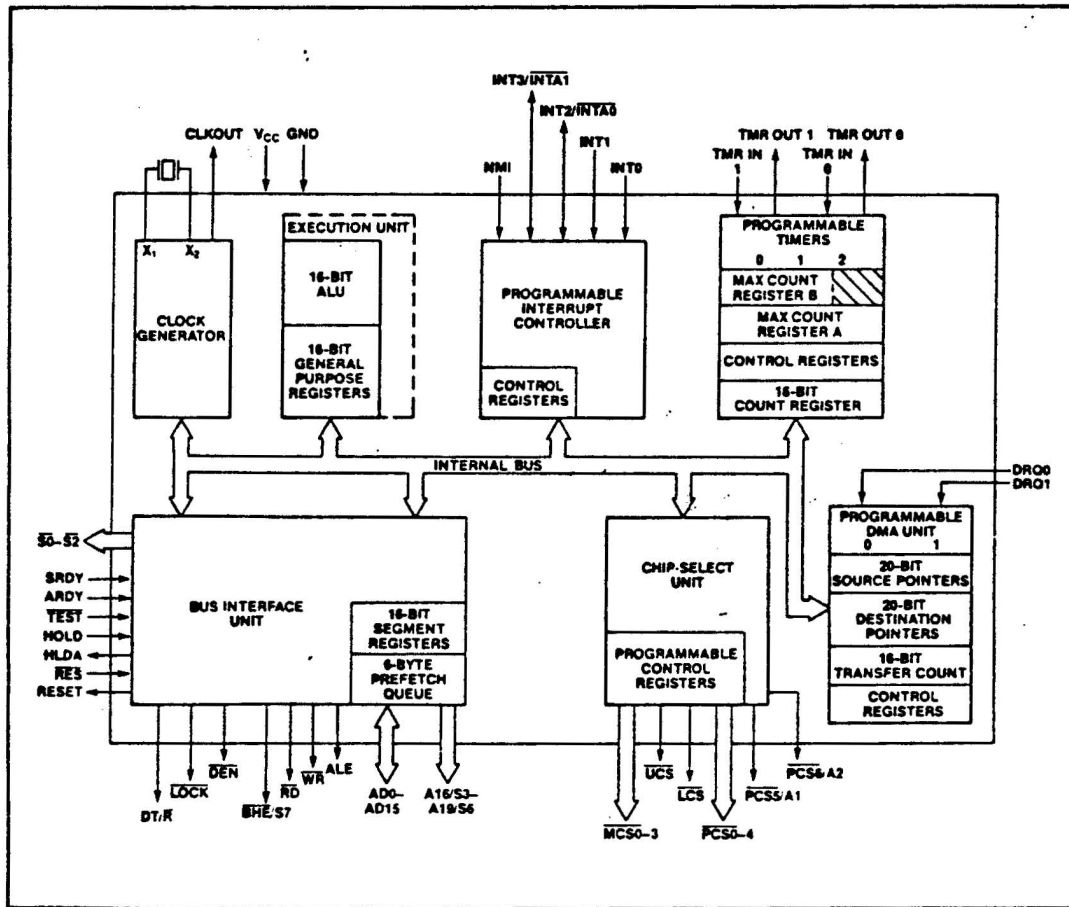 INT3/INTA1
INT2/INTA0
CLKOUT VCC GND
INT1
NMI
INT0
TMR OUT 1 TMR OUT 0
TMR IN 1
TMR IN 0
X1 X2
CLOCK
GENERATOR
EXECUTION UNIT
16-BIT
ALU
16-BIT
GENERAL
PURPOSE
REGISTERS
PROGRAMMABLE
INTERRUPT
CONTROLLER
CONTROL
REGISTERS
PROGRAMMABLE
TIMERS
0 1 2
MAX COUNT
REGISTER B
MAX COUNT
REGISTER A
CONTROL REGISTERS
16-BIT
COUNT REGISTER
INTERNAL BUS
DRQ0
DRQ1
S0–S2
SRDY
ARDY
TEST
HOLD
HLDA
RES
RESET
BUS INTERFACE
UNIT
16-BIT
SEGMENT
REGISTERS
6-BYTE
PREFETCH
QUEUE
CHIP-SELECT
UNIT
PROGRAMMABLE
CONTROL
REGISTERS
PROGRAMMABLE
DMA UNIT
0 1
20-BIT
SOURCE POINTERS
20-BIT
DESTINATION
POINTERS
16-BIT
TRANSFER COUNT
CONTROL
REGISTERS
DT/R
LOCK
DEN
BHE/S7
RD
WR
ALE
AD0–
AD15
A16/S3–
A19/S6
MCS0–3
UCS
LCS
PCS0–4
PCS5/A1
PCS6/A2